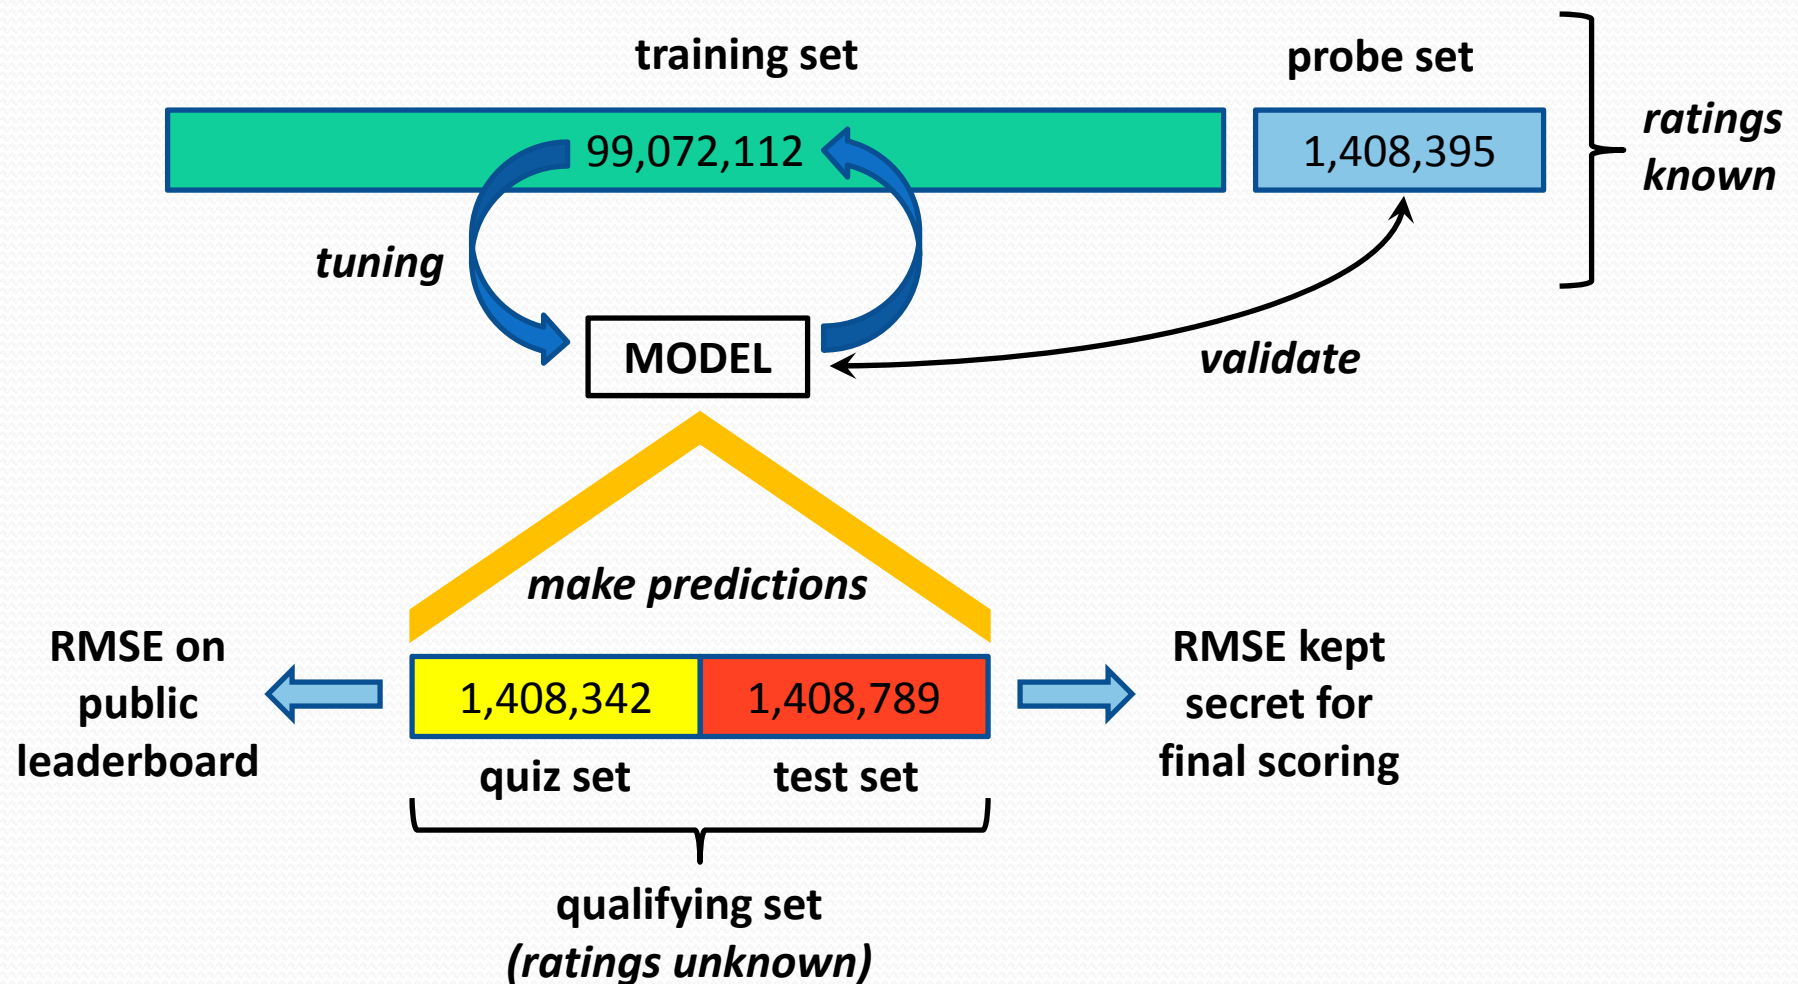 training set
probe set
99,072,112
1,408,395
ratings
known
tuning
MODEL
validate
make predictions
RMSE on
public
leaderboard
1,408,342
1,408,789
RMSE kept
secret for
final scoring
quiz set
test set
qualifying set
(ratings unknown)